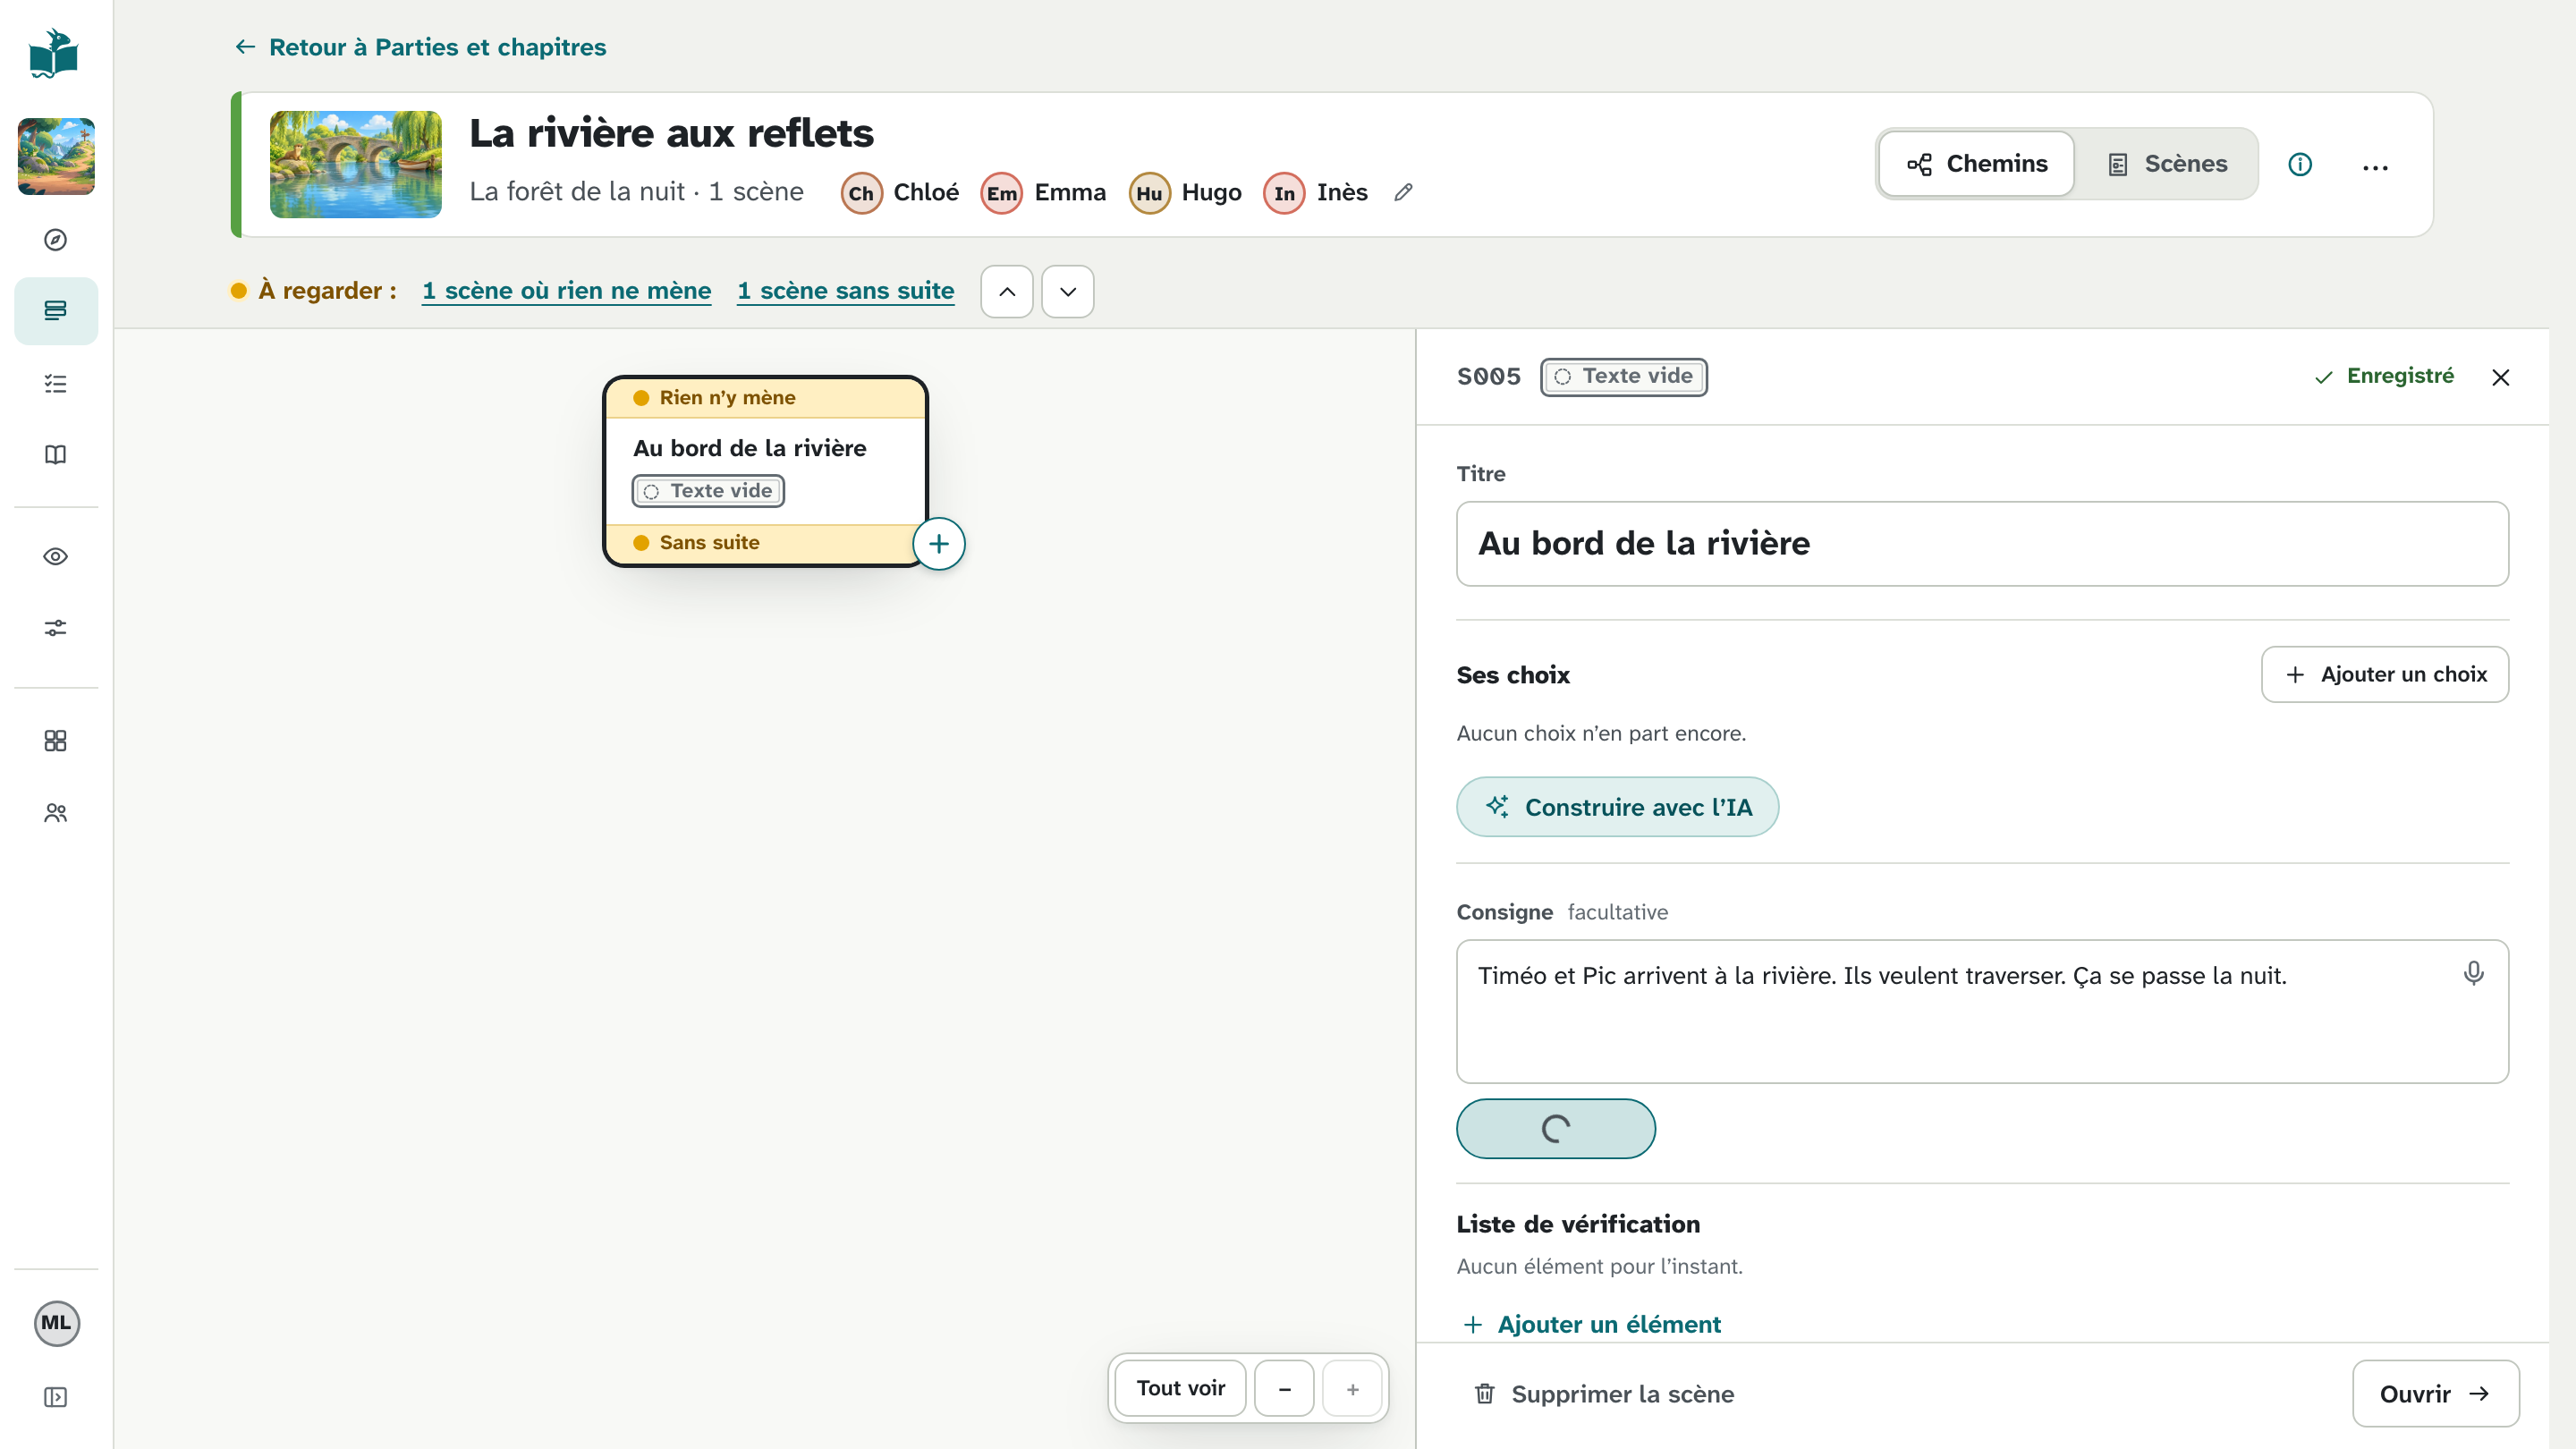 Retour à Parties et chapitres
La rivière aux reflets
La forêt de la nuit · 1 scène
Ch Chloé Em Emma Hu Hugo In Inès
Chemins
Scènes
À regarder : 1 scène où rien ne mène 1 scène sans suite
Rien n’y mène
Au bord de la rivière
Texte vide
Sans suite
Tout voir
ML
S005 Texte vide
Enregistré
Titre
Au bord de la rivière
Ses choix
Ajouter un choix
Aucun choix n’en part encore.
Construire avec l’IA
Consigne facultative
Timéo et Pic arrivent à la rivière. Ils veulent traverser. Ça se passe la nuit.
Liste de vérification
Aucun élément pour l’instant.
Ajouter un élément
Supprimer la scène
Ouvrir